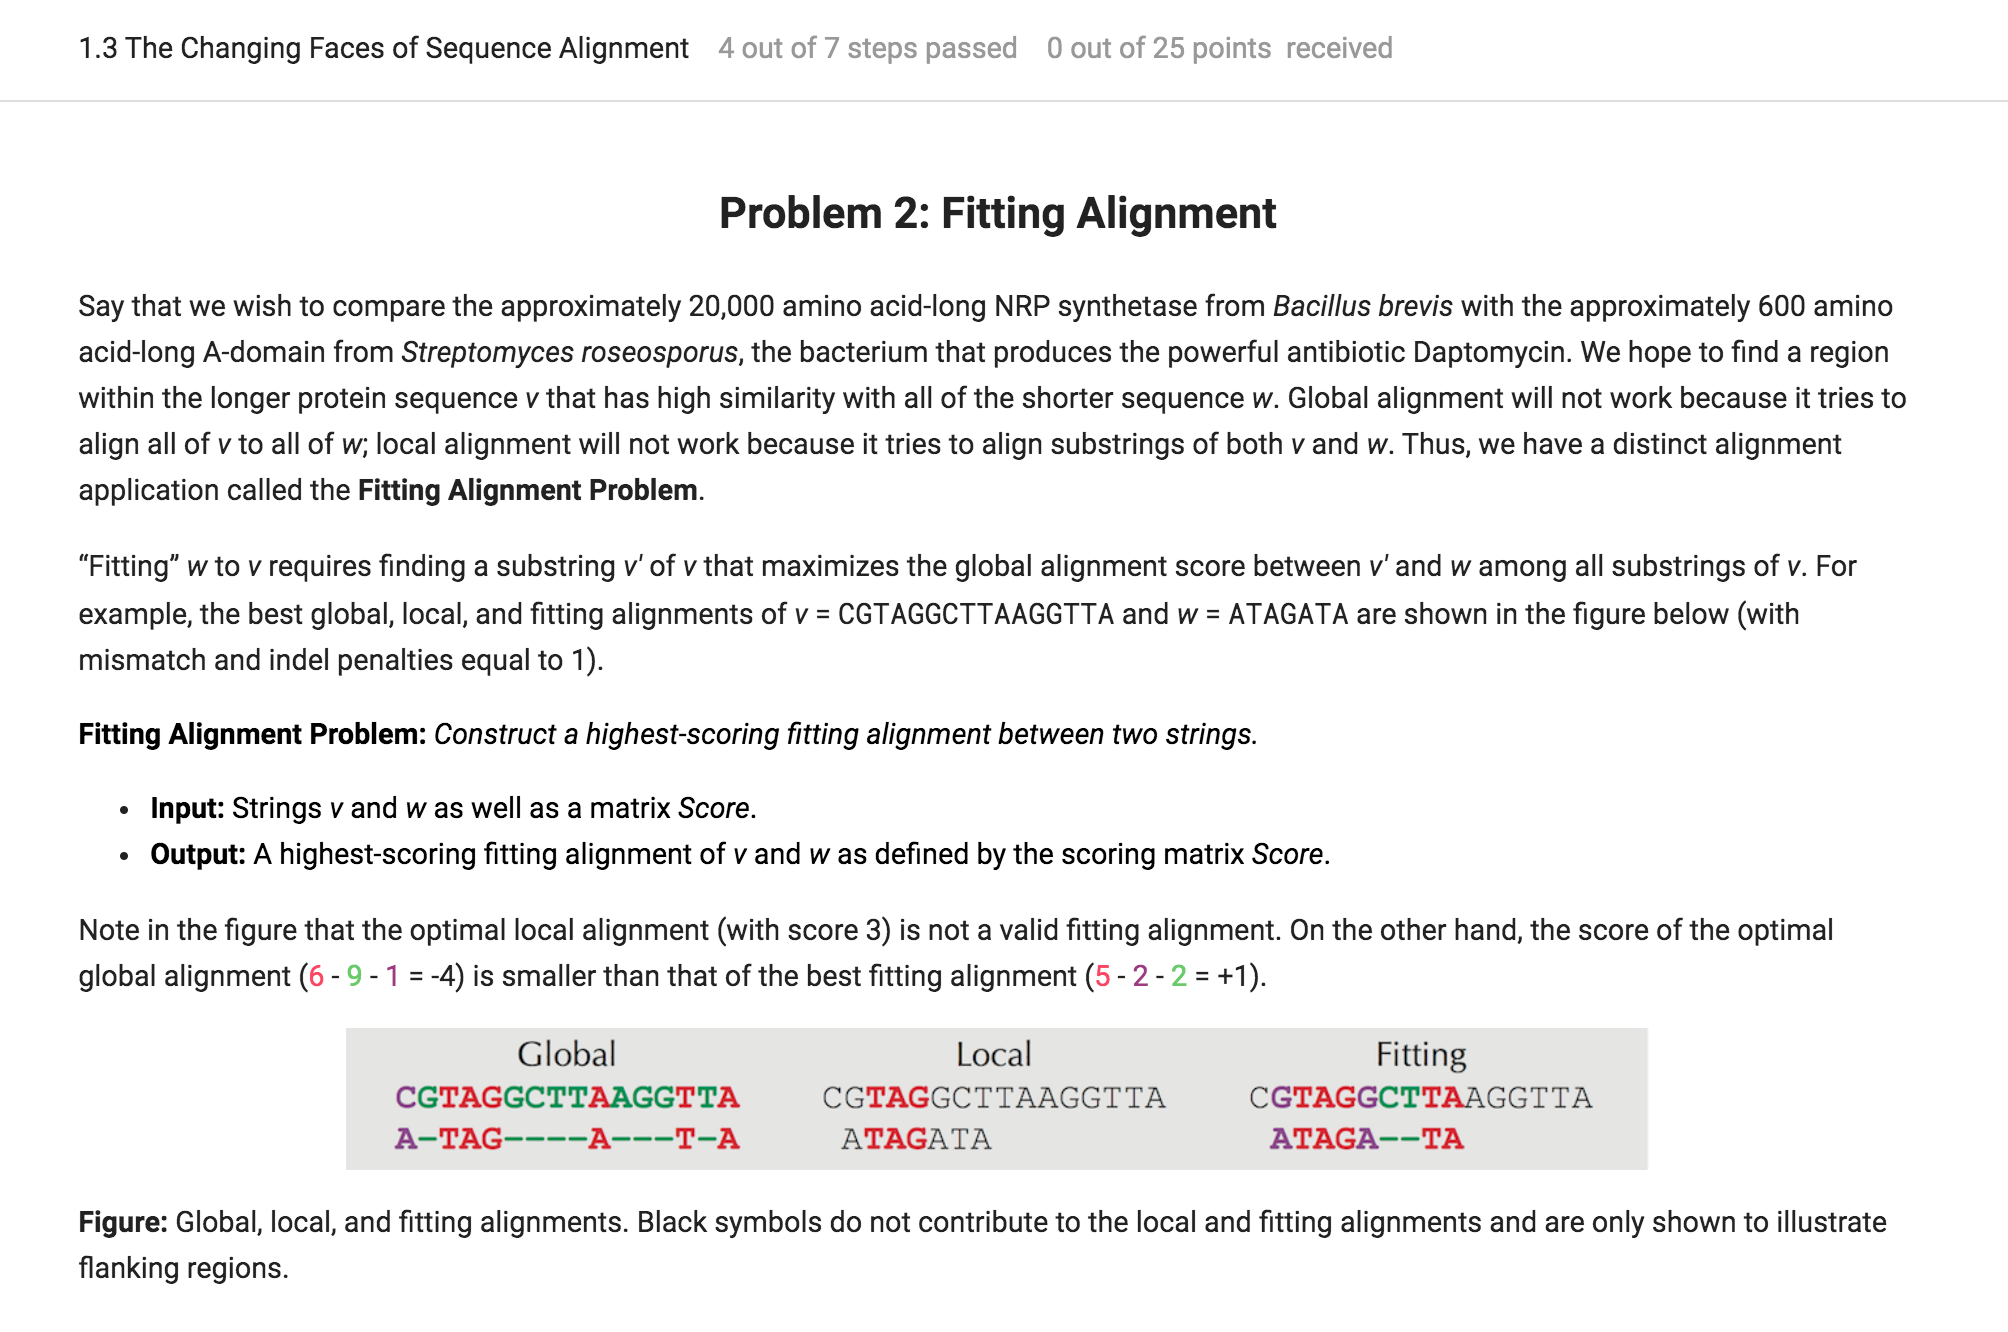 1.3 The Changing Faces of Sequence Alignment 4 out of 7 steps passed 0 out of 25 points received
Problem 2: Fitting Alignment
Say that we wish to compare the approximately 20,000 amino acid-long NRP synthetase from Bacillus brevis with the approximately 600 amino
acid-long A-domain from Streptomyces roseosporus, the bacterium that produces the powerful antibiotic Daptomycin. We hope to find a region
within the longer protein sequence v that has high similarity with all of the shorter sequence w. Global alignment will not work because it tries to
align all of v to all of w; local alignment will not work because it tries to align substrings of both v and w. Thus, we have a distinct alignment
application called the Fitting Alignment Problem.
“Fitting” w to v requires finding a substring v' of v that maximizes the global alignment score between v' and w among all substrings of v. For
example, the best global, local, and fitting alignments of v = CGTAGGCTTAAGGTTA and w = ATAGATA are shown in the figure below (with
mismatch and indel penalties equal to 1).
Fitting Alignment Problem: Construct a highest-scoring fitting alignment between two strings.
• Input: Strings v and w as well as a matrix Score.
• Output: A highest-scoring fitting alignment of v and w as defined by the scoring matrix Score.
Note in the figure that the optimal local alignment (with score 3) is not a valid fitting alignment. On the other hand, the score of the optimal
global alignment (6 - 9 - 1 = -4) is smaller than that of the best fitting alignment (5 - 2 - 2 = +1).
Global Local Fitting
CGTAGGCTTAAGGTTA CGTAGGCTTAAGGTTA CGTAGGCTTAAGGTTA
A-TAG----A---T-A ATAGATA ATAGA--TA
Figure: Global, local, and fitting alignments. Black symbols do not contribute to the local and fitting alignments and are only shown to illustrate
flanking regions.